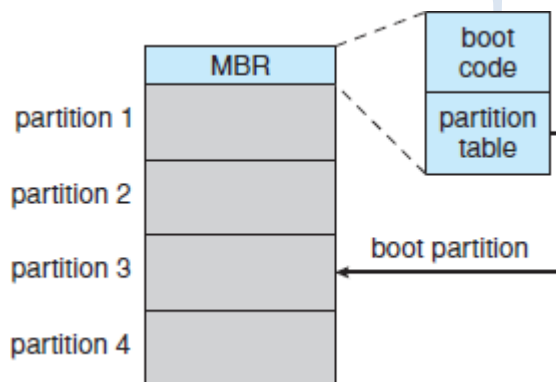 MBR
boot
code
partition
table
partition 1
partition 2
partition 3
partition 4
boot partition